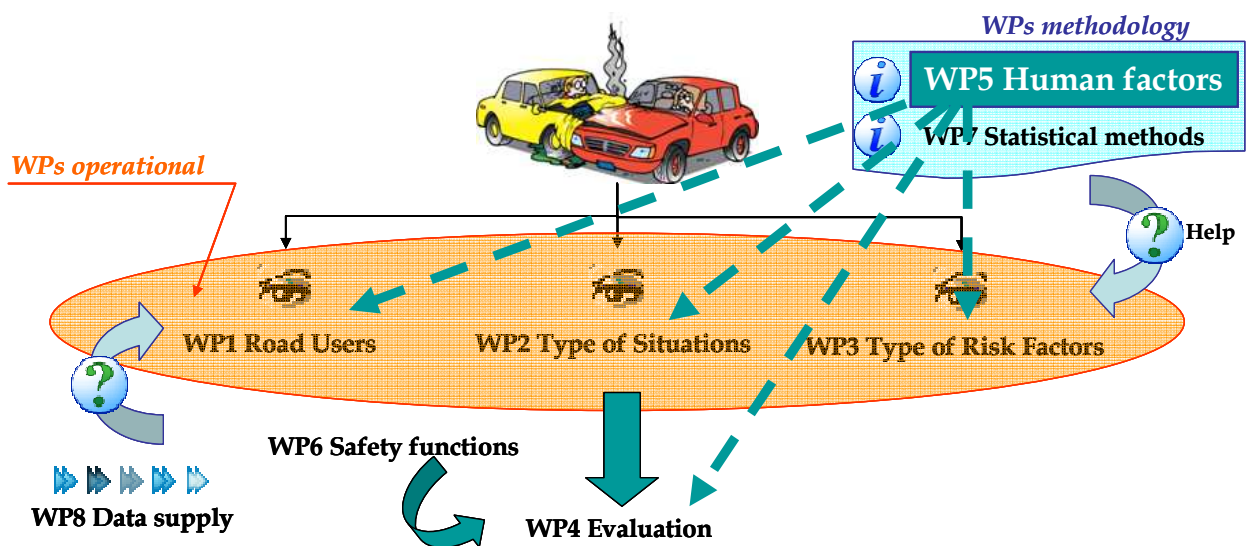 WPs methodology
i WP5 Human factors
i WP7 Statistical methods
WPs operational
? Help
WP1 Road Users
WP2 Type of Situations
WP3 Type of Risk Factors
?
WP6 Safety functions
WP8 Data supply
WP4 Evaluation